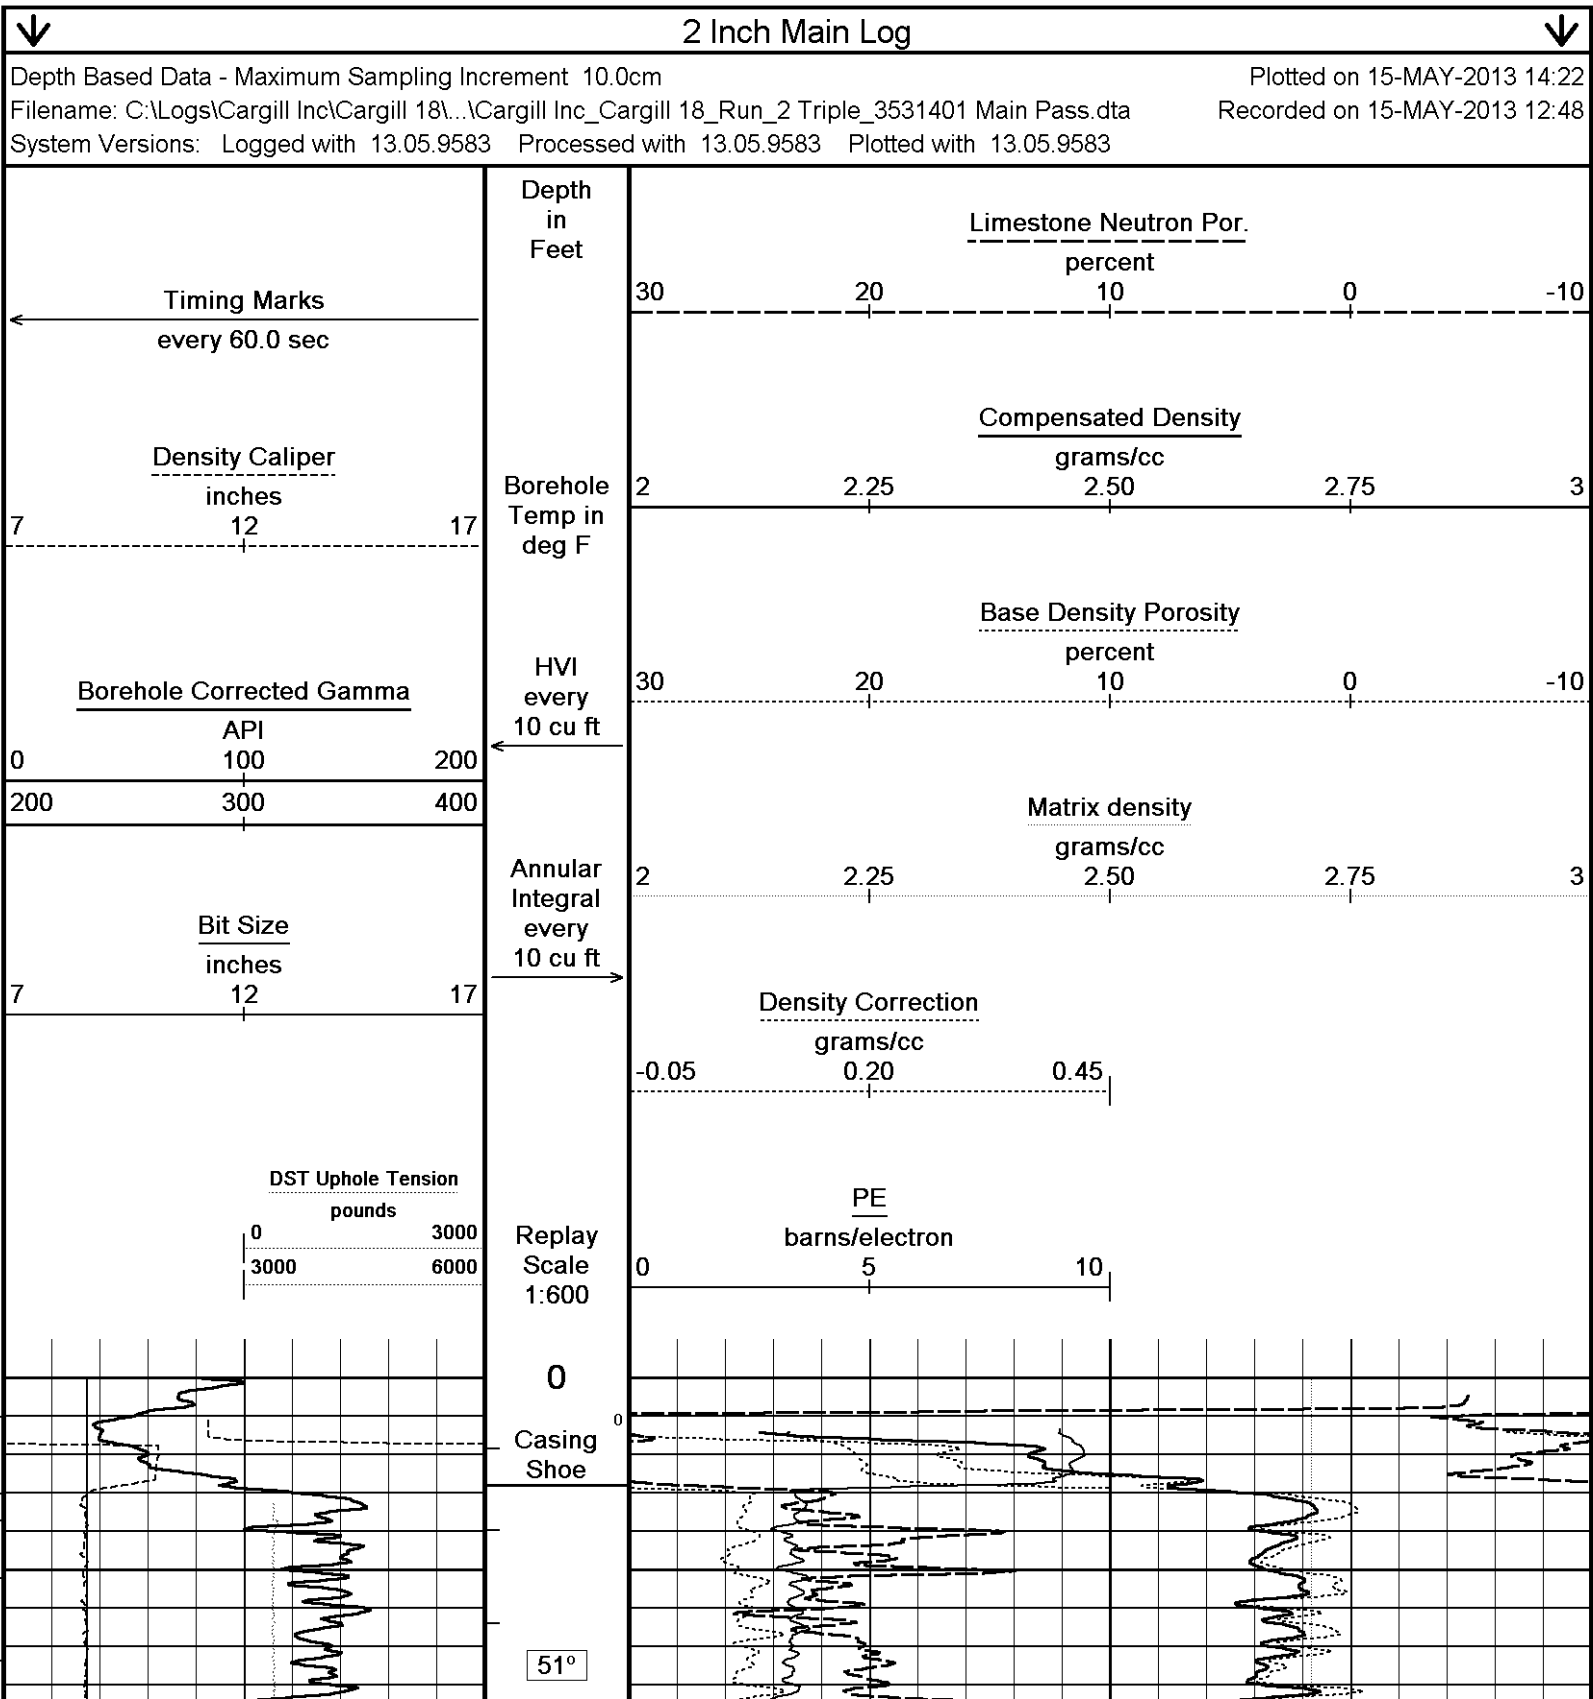 2 Inch Main Log
Depth Based Data - Maximum Sampling Increment 10.0cm
Plotted on 15-MAY-2013 14:22
Filename: C:\Logs\Cargill Inc\Cargill 18\...\Cargill Inc_Cargill 18_Run_2 Triple_3531401 Main Pass.dta
Recorded on 15-MAY-2013 12:48
System Versions: Logged with 13.05.9583 Processed with 13.05.9583 Plotted with 13.05.9583
Timing Marks
every 60.0 sec
Density Caliper
inches
7 12 17
Borehole Corrected Gamma
API
0 100 200
200 300 400
Bit Size
inches
7 12 17
DST Uphole Tension
pounds
0 3000
3000 6000
Depth
in
Feet
Borehole
Temp in
deg F
HVI
every
10 cu ft
Annular
Integral
every
10 cu ft
Replay
Scale
1:600
Limestone Neutron Por.
percent
30 20 10 0 -10
Compensated Density
grams/cc
2 2.25 2.50 2.75 3
Base Density Porosity
percent
30 20 10 0 -10
Matrix density
grams/cc
2 2.25 2.50 2.75 3
Density Correction
grams/cc
-0.05 0.20 0.45
PE
barns/electron
0 5 10
0
0
Casing
Shoe
51°